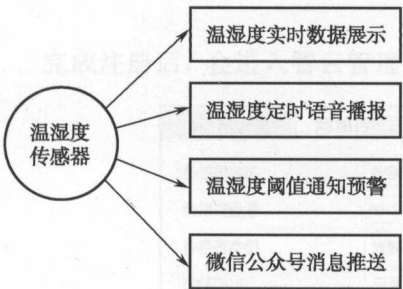 温湿度实时数据展示
温湿度定时语音播报
温湿度
传感器
温湿度阈值通知预警
微信公众号消息推送